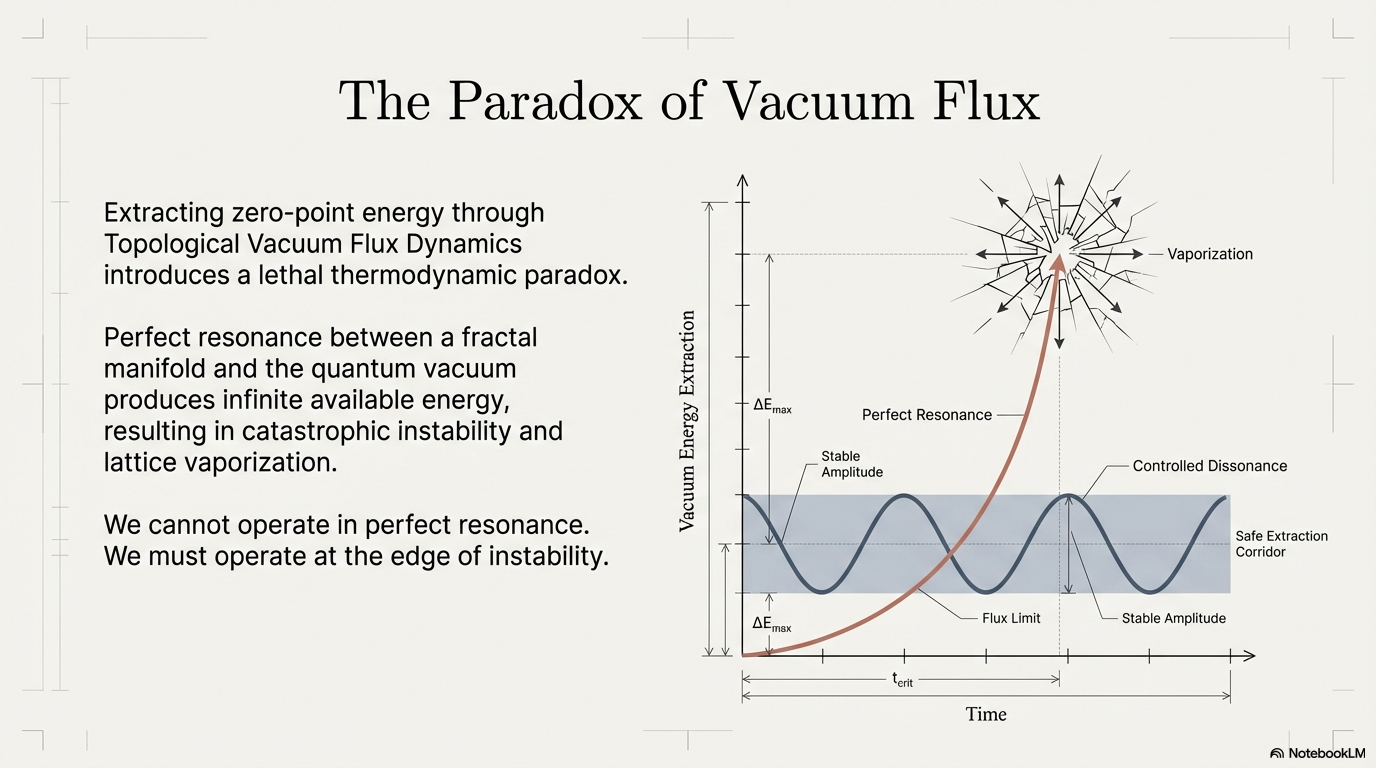 The Paradox of Vacuum Flux
Extracting zero-point energy through
Topological Vacuum Flux Dynamics
introduces a lethal thermodynamic paradox.
Perfect resonance between a fractal
manifold and the quantum vacuum
produces infinite available energy,
resulting in catastrophic instability and
lattice vaporization.
We cannot operate in perfect resonance.
We must operate at the edge of instability.
Vacuum Energy Extraction
Vaporization
ΔEmax
Perfect Resonance
Stable
Amplitude
Controlled Dissonance
Safe Extraction
Corridor
ΔEmax
Flux Limit
Stable Amplitude
tcrit
Time
NotebookLM